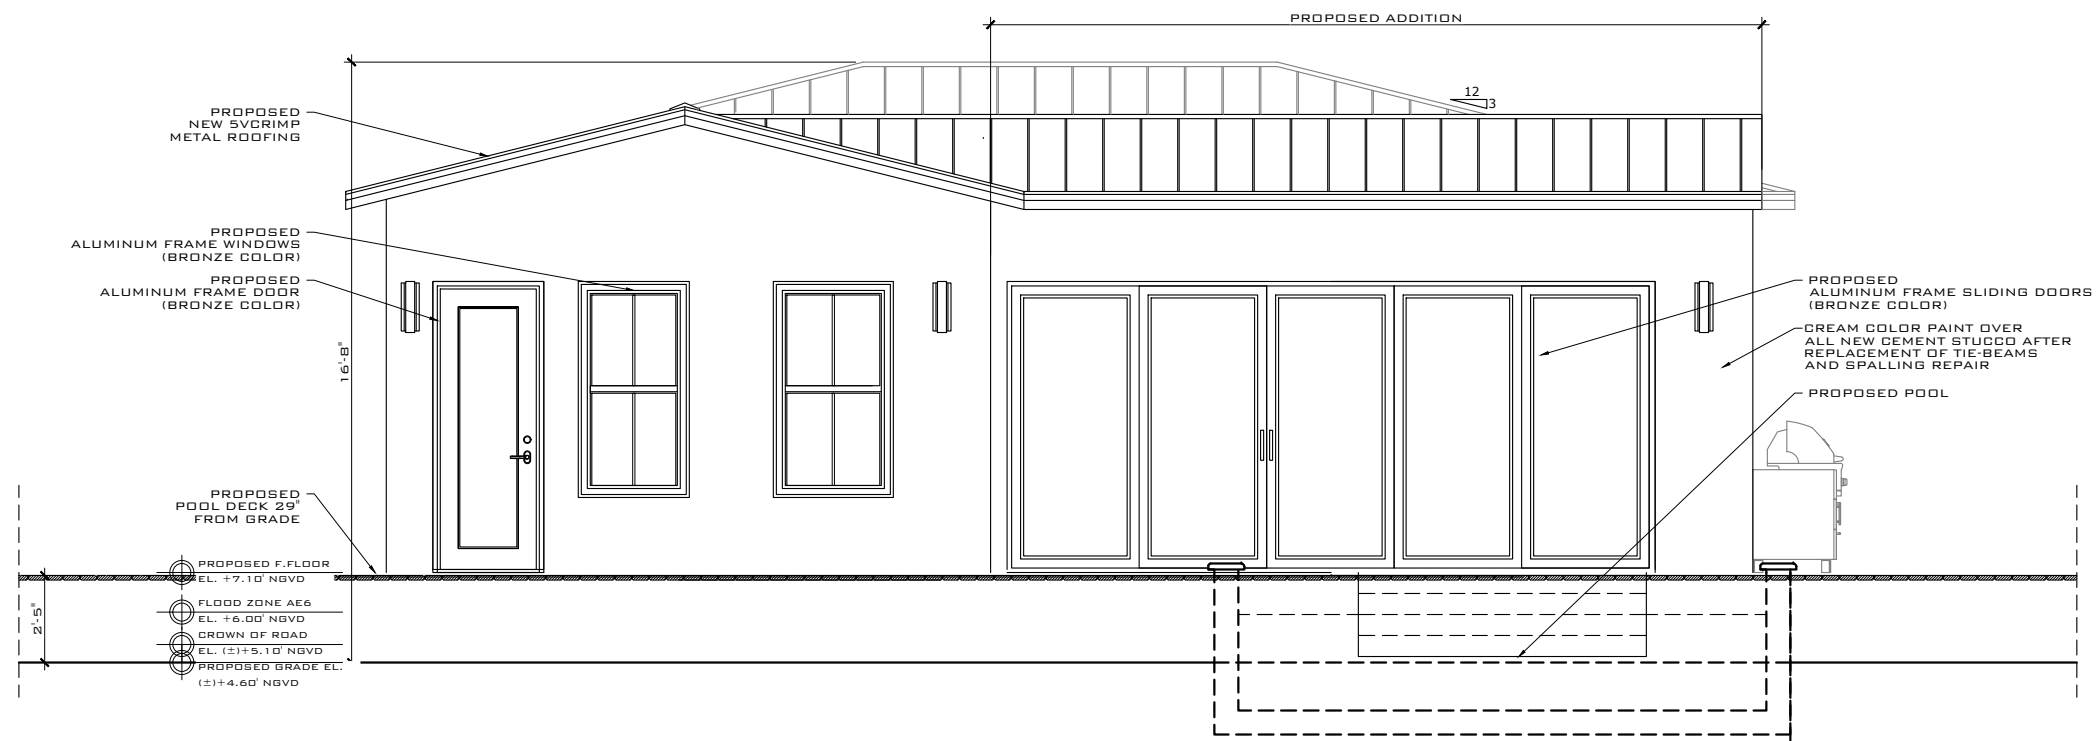 PROPOSED ADDITION
12
3
PROPOSED
NEW 5VCRIMP
METAL ROOFING
PROPOSED
ALUMINUM FRAME WINDOWS
(BRONZE COLOR)
PROPOSED
ALUMINUM FRAME DOOR
(BRONZE COLOR)
16'-8"
PROPOSED
ALUMINUM FRAME SLIDING DOORS
(BRONZE COLOR)
CREAM COLOR PAINT OVER
ALL NEW CEMENT STUCCO AFTER
REPLACEMENT OF TIE-BEAMS
AND SPALLING REPAIR
PROPOSED POOL
PROPOSED
POOL DECK 29"
FROM GRADE
PROPOSED F.FLOOR
EL. +7.10' NGVD
FLOOD ZONE AE6
EL. +6.00' NGVD
CROWN OF ROAD
EL. (±)+5.10' NGVD
PROPOSED GRADE EL.
(±)+4.60' NGVD
2'-5"